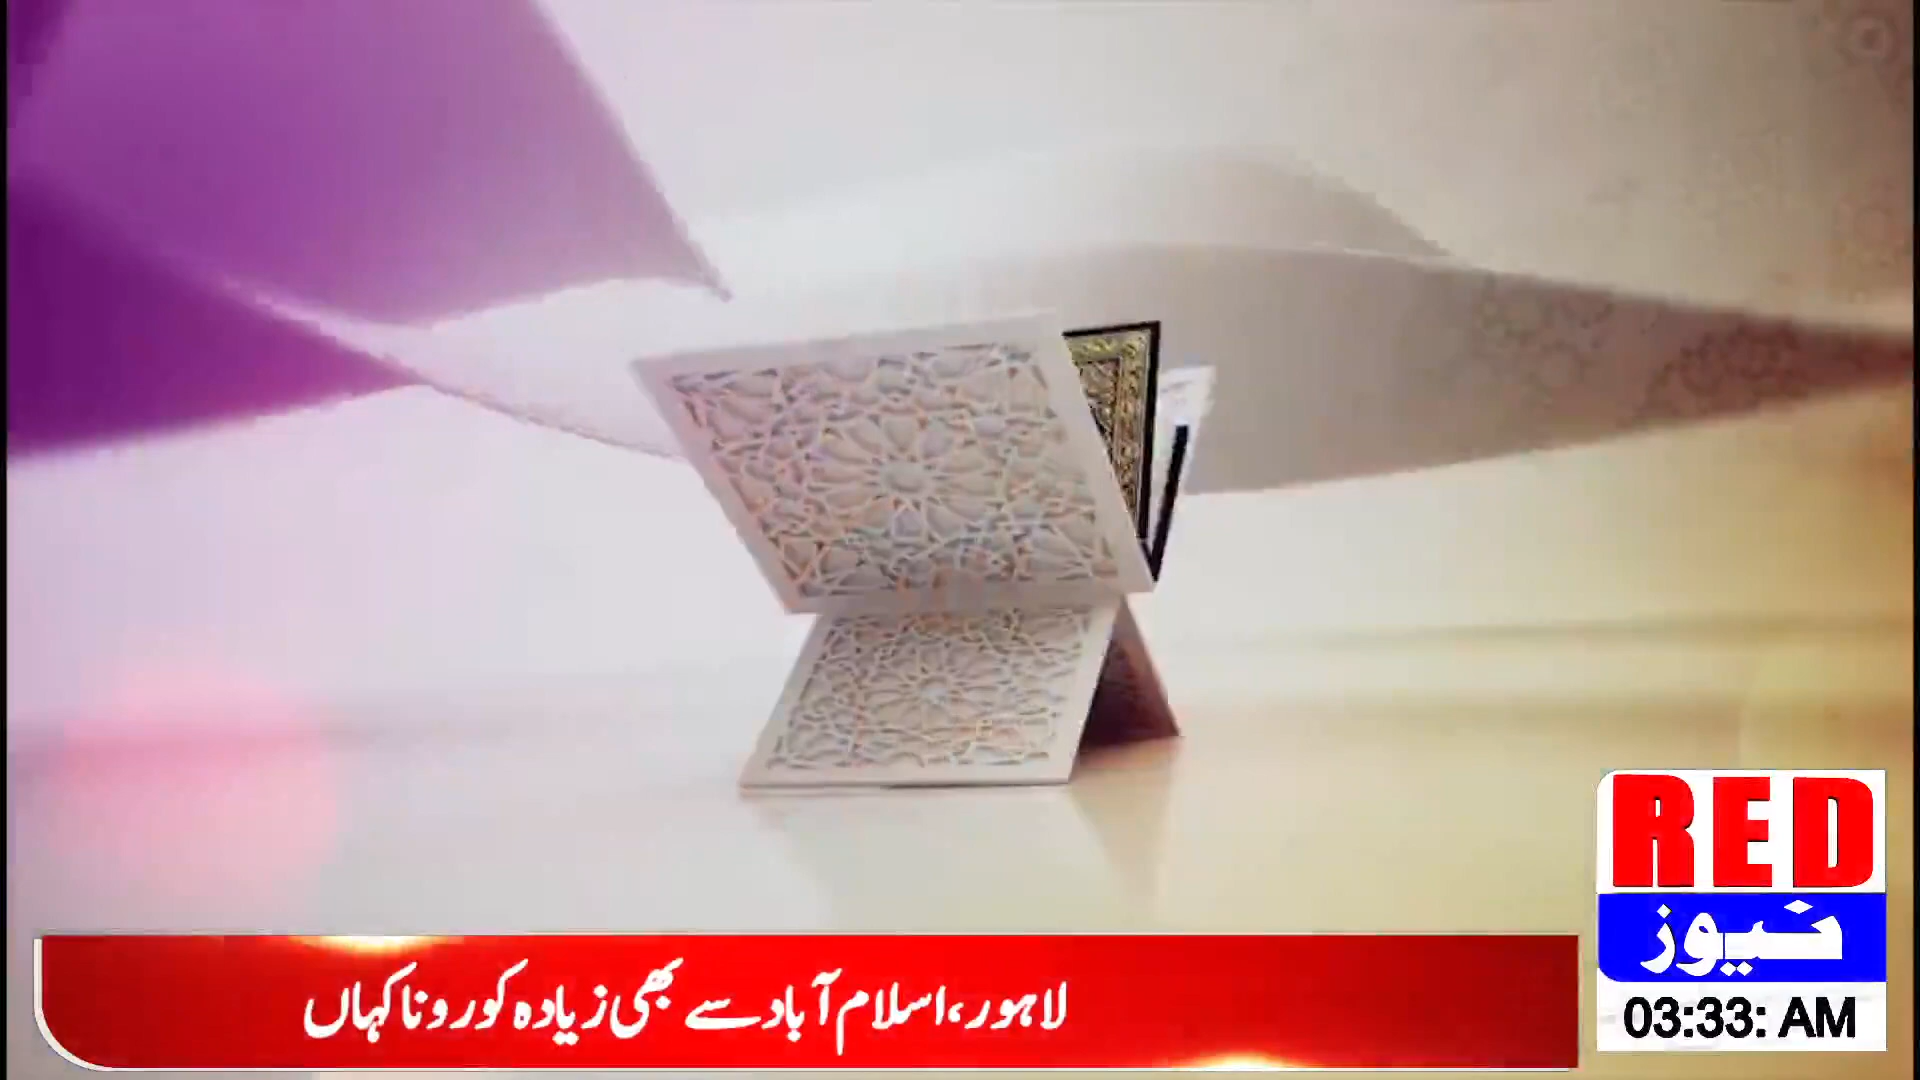 RED
نیوز
03:33: AM
لاہور،اسلام آباد سے بھی زیادہ کورونا کہاں